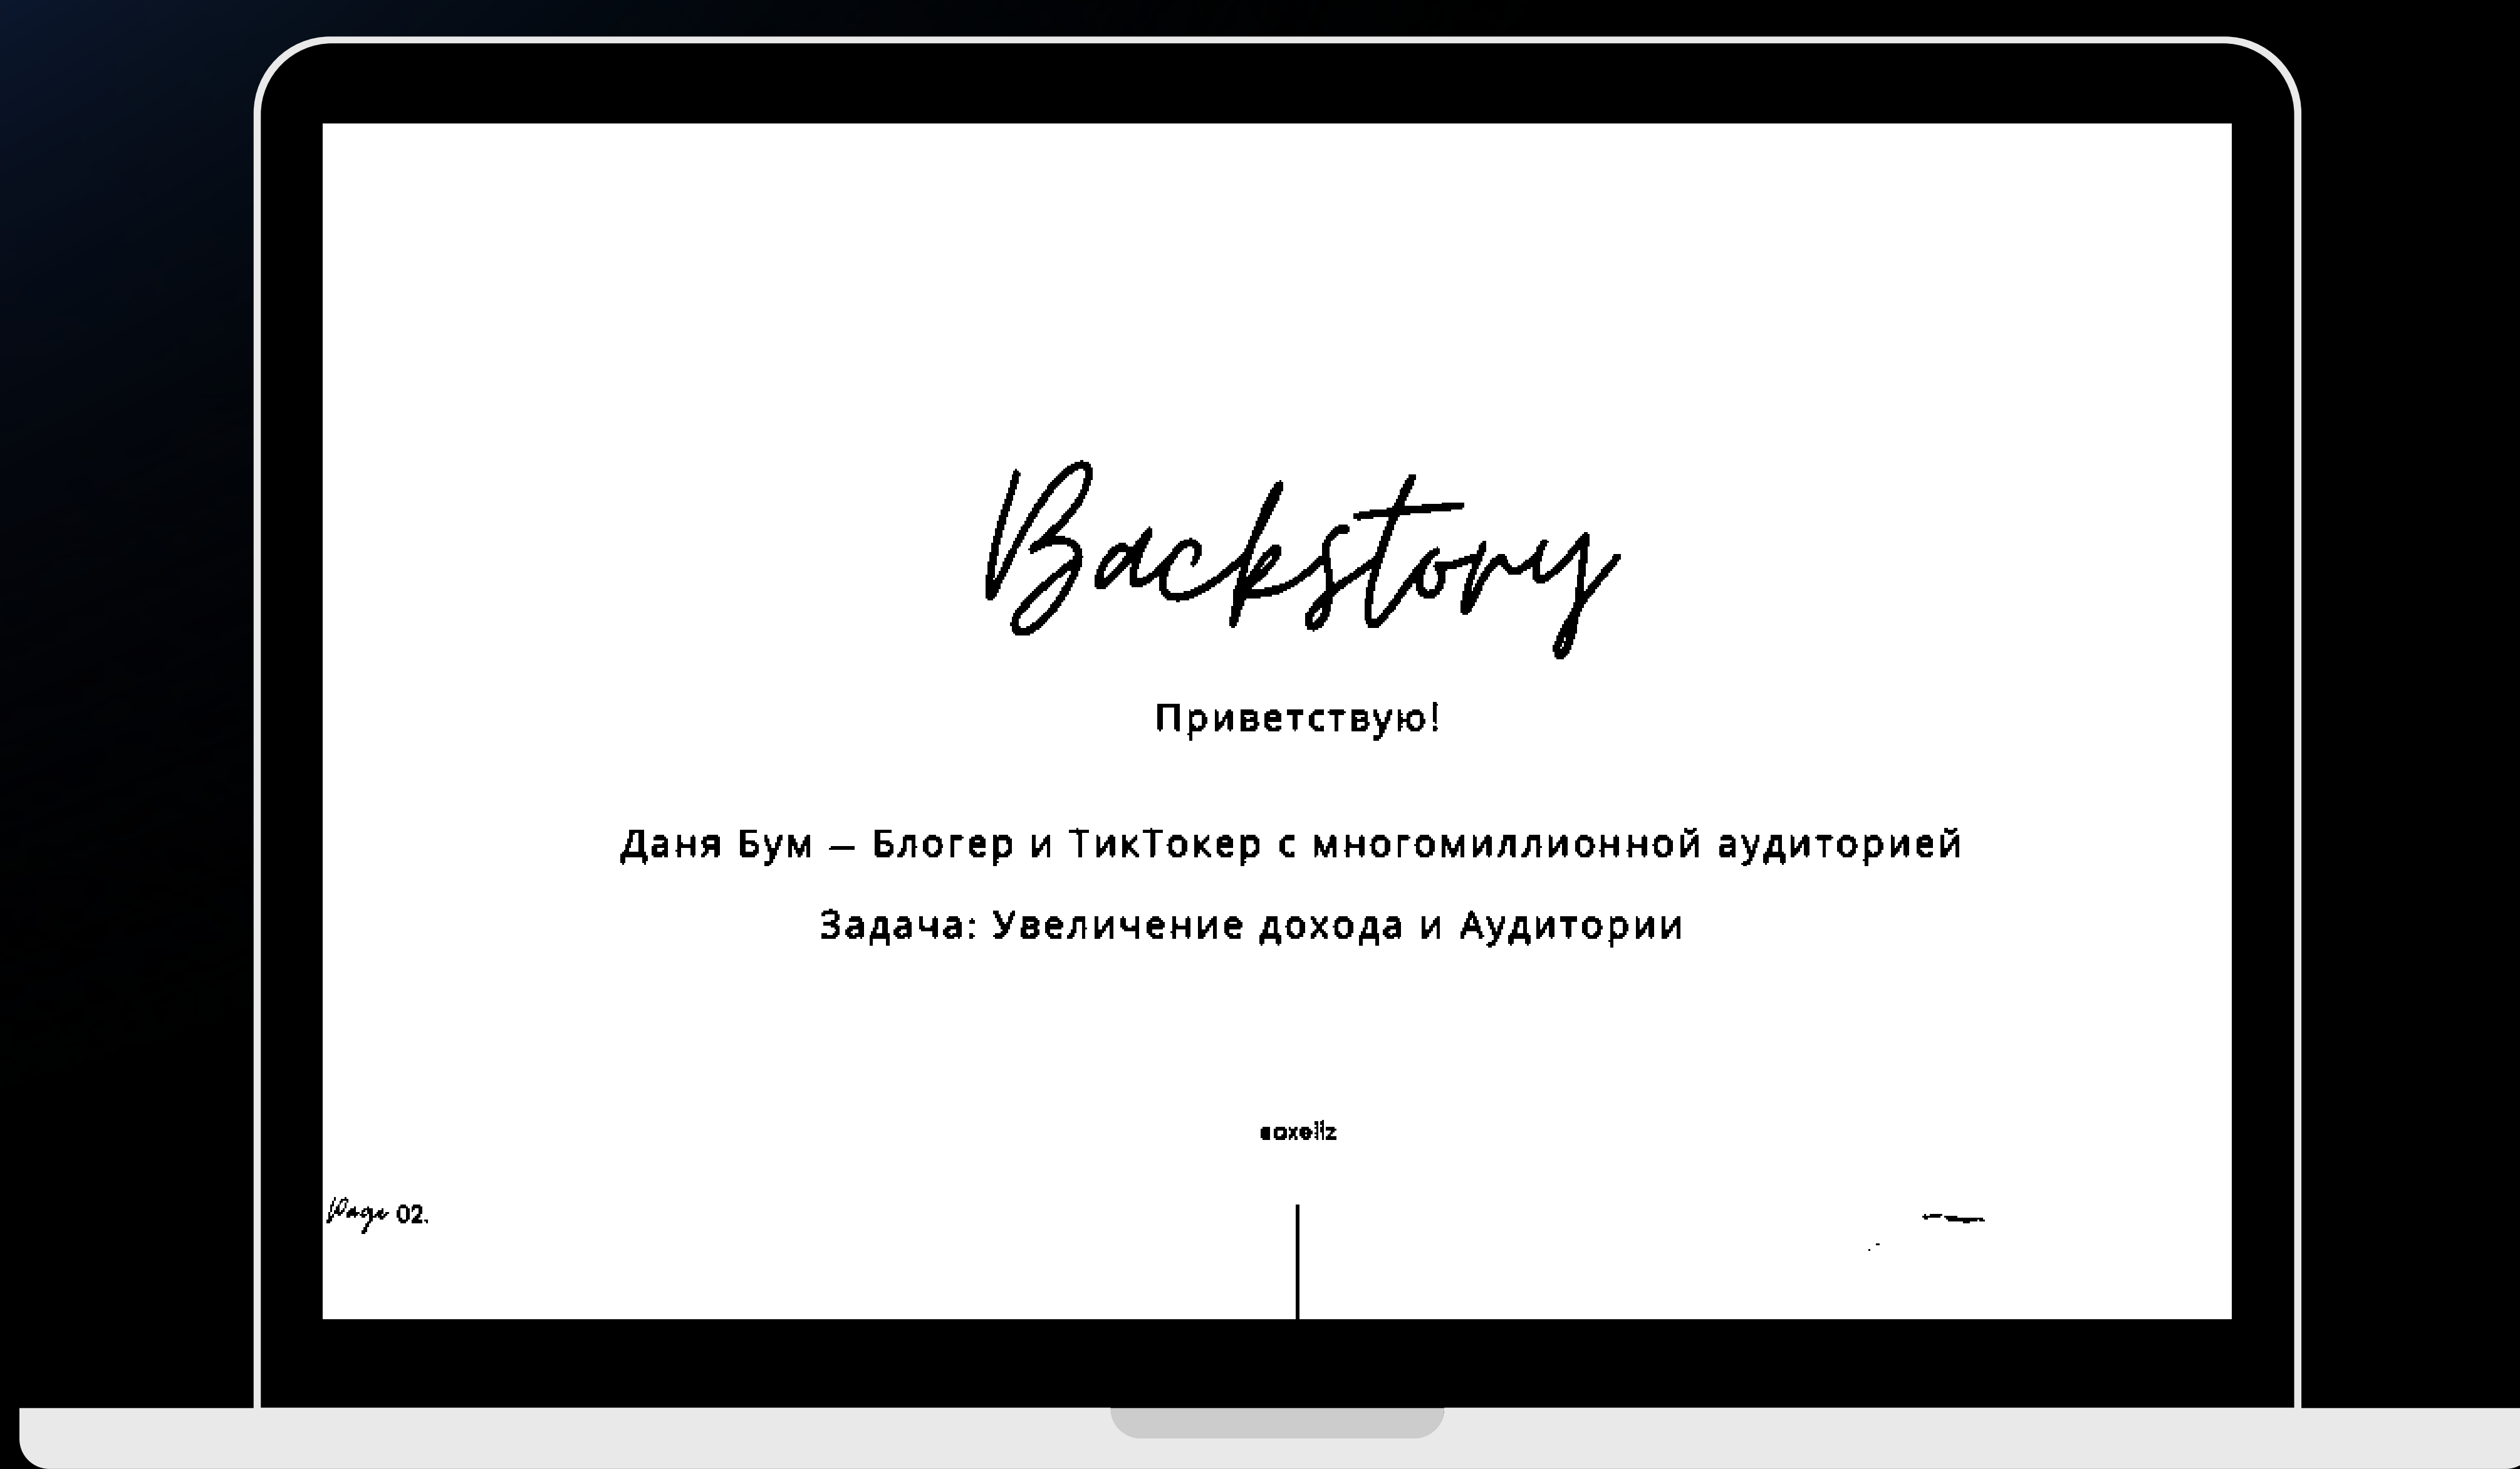 Backstory
Приветствую!
Даня Бум — Блогер и ТикТокер с многомиллионной аудиторией
Задача: Увеличение дохода и Аудитории
Page 02.